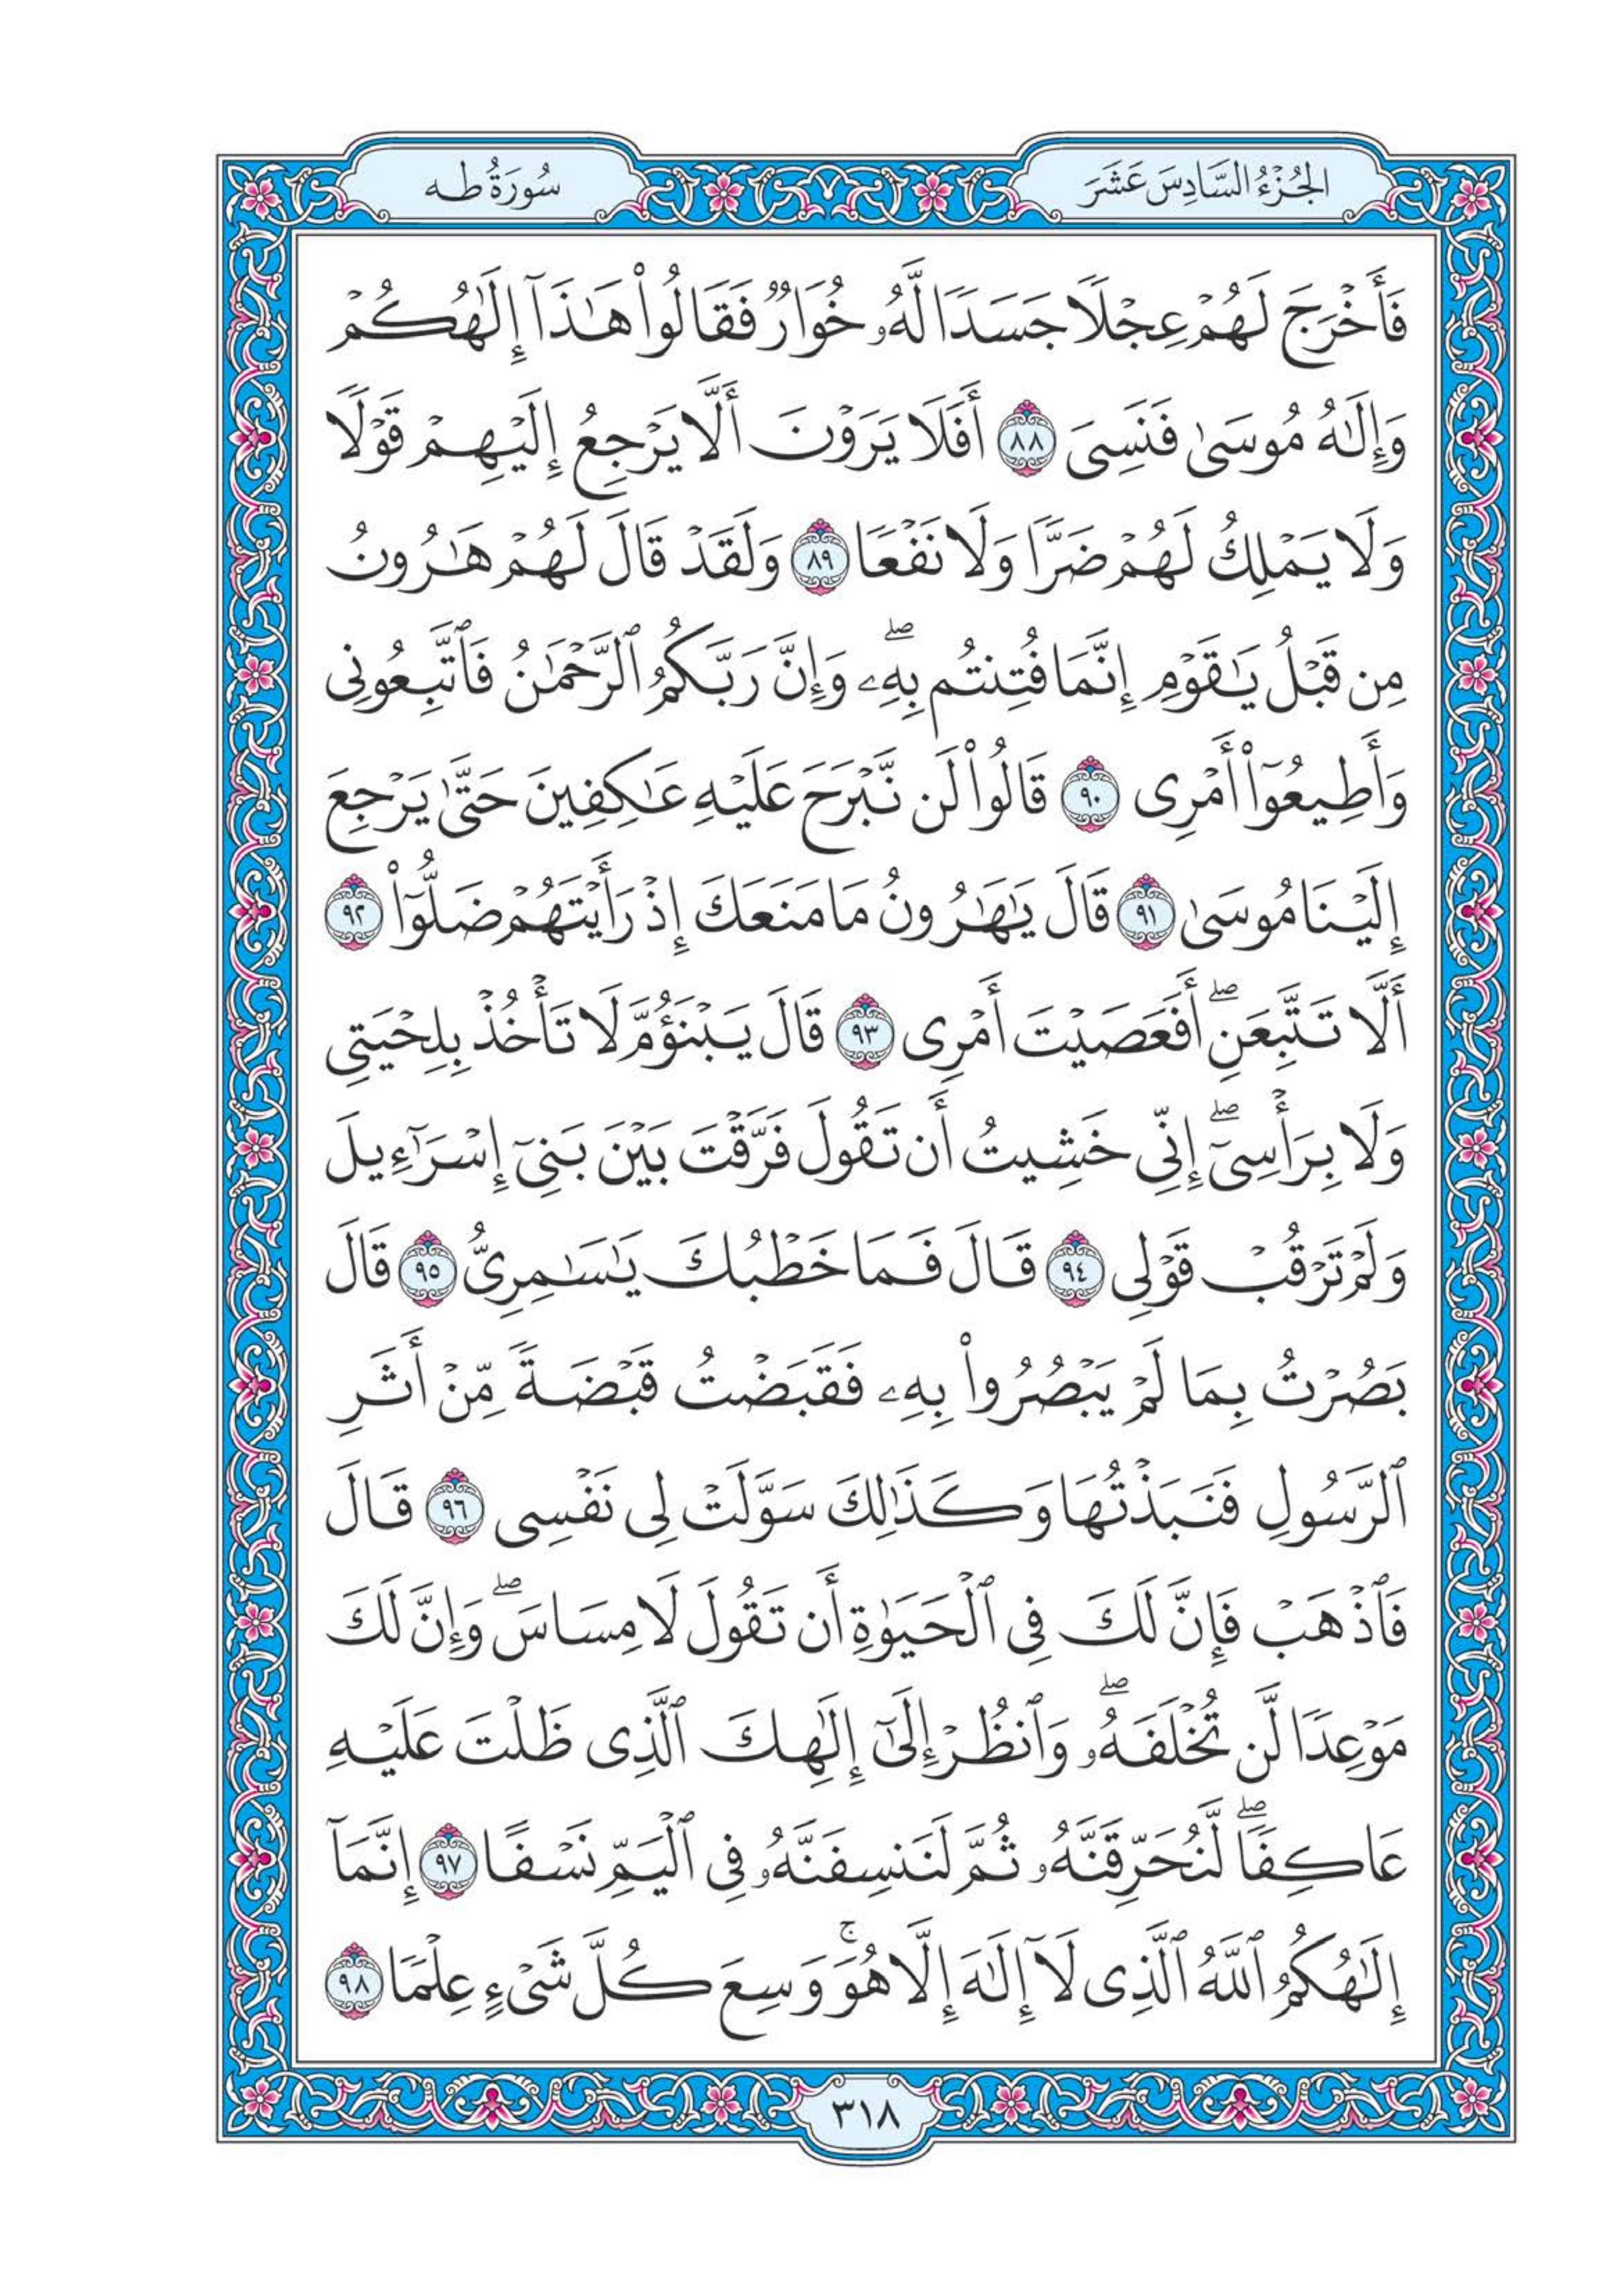 الجُزْءُ السَّادِسَ عَشَرَ
سُورَةُ طه
فَأَخْرَجَ لَهُمْ عِجْلًا جَسَدًا لَّهُۥ خُوَارٌ فَقَالُوا۟ هَٰذَآ إِلَٰهُكُمْ
وَإِلَٰهُ مُوسَىٰ فَنَسِىَ ٨٨ أَفَلَا يَرَوْنَ أَلَّا يَرْجِعُ إِلَيْهِمْ قَوْلًا
وَلَا يَمْلِكُ لَهُمْ ضَرًّا وَلَا نَفْعًا ٨٩ وَلَقَدْ قَالَ لَهُمْ هَٰرُونُ
مِن قَبْلُ يَٰقَوْمِ إِنَّمَا فُتِنتُم بِهِۦۖ وَإِنَّ رَبَّكُمُ ٱلرَّحْمَٰنُ فَٱتَّبِعُونِى
وَأَطِيعُوٓا۟ أَمْرِى ٩٠ قَالُوا۟ لَن نَّبْرَحَ عَلَيْهِ عَٰكِفِينَ حَتَّىٰ يَرْجِعَ
إِلَيْنَا مُوسَىٰ ٩١ قَالَ يَٰهَٰرُونُ مَا مَنَعَكَ إِذْ رَأَيْتَهُمْ ضَلُّوٓا۟ ٩٢
أَلَّا تَتَّبِعَنِۖ أَفَعَصَيْتَ أَمْرِى ٩٣ قَالَ يَبْنَؤُمَّ لَا تَأْخُذْ بِلِحْيَتِى
وَلَا بِرَأْسِىٓۖ إِنِّى خَشِيتُ أَن تَقُولَ فَرَّقْتَ بَيْنَ بَنِىٓ إِسْرَٰٓءِيلَ
وَلَمْ تَرْقُبْ قَوْلِى ٩٤ قَالَ فَمَا خَطْبُكَ يَٰسَٰمِرِىُّ ٩٥ قَالَ
بَصُرْتُ بِمَا لَمْ يَبْصُرُوا۟ بِهِۦ فَقَبَضْتُ قَبْضَةً مِّنْ أَثَرِ
ٱلرَّسُولِ فَنَبَذْتُهَا وَكَذَٰلِكَ سَوَّلَتْ لِى نَفْسِى ٩٦ قَالَ
فَٱذْهَبْ فَإِنَّ لَكَ فِى ٱلْحَيَوٰةِ أَن تَقُولَ لَا مِسَاسَۖ وَإِنَّ لَكَ
مَوْعِدًا لَّن تُخْلَفَهُۥۖ وَٱنظُرْ إِلَىٰٓ إِلَٰهِكَ ٱلَّذِى ظَلْتَ عَلَيْهِ
عَاكِفًاۖ لَّنُحَرِّقَنَّهُۥ ثُمَّ لَنَنسِفَنَّهُۥ فِى ٱلْيَمِّ نَسْفًا ٩٧ إِنَّمَآ
إِلَٰهُكُمُ ٱللَّهُ ٱلَّذِى لَآ إِلَٰهَ إِلَّا هُوَۚ وَسِعَ كُلَّ شَىْءٍ عِلْمًا ٩٨
٣١٨